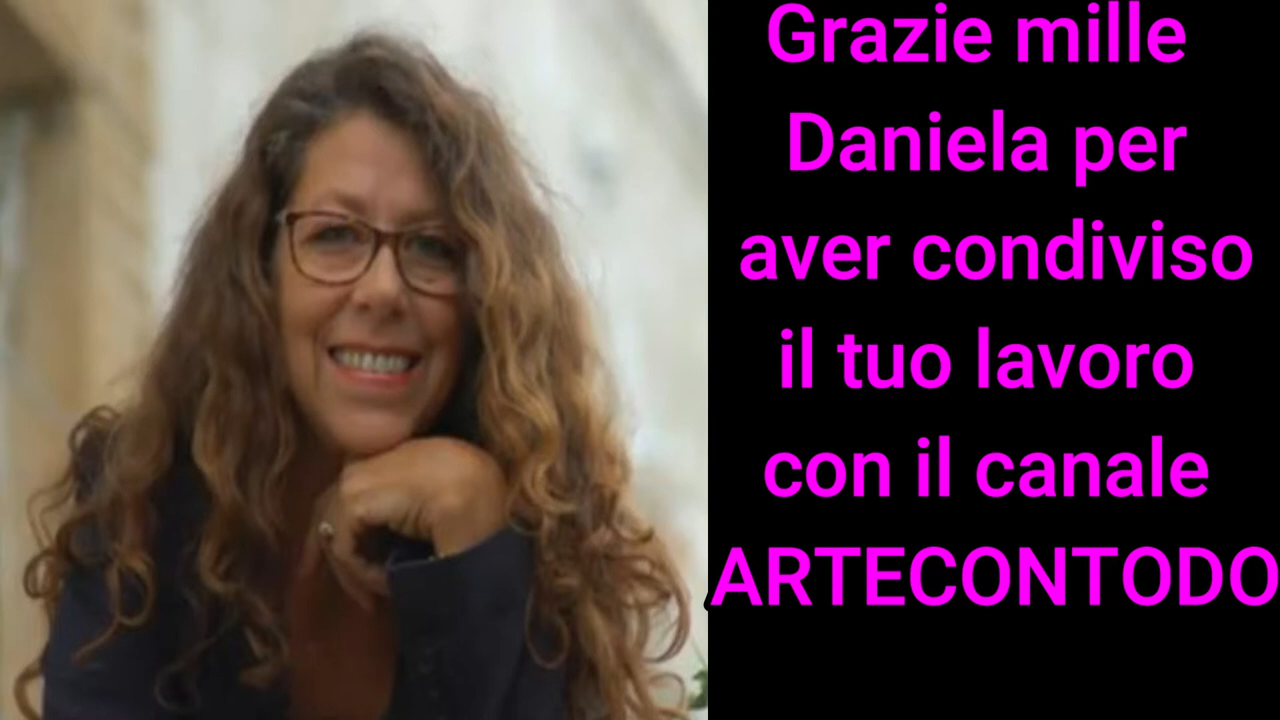 Grazie mille
Daniela per
aver condiviso
il tuo lavoro
con il canale
ARTECONTODO